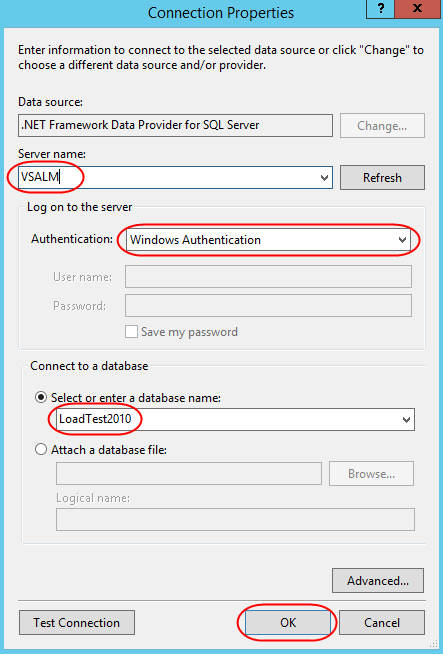 Connection Properties
?
x
Enter information to connect to the selected data source or click "Change" to
choose a different data source and/or provider.
Data source:
.NET Framework Data Provider for SQL Server
Change...
Server name:
VSALM
Refresh
Log on to the server
Authentication:
Windows Authentication
User name:
Password:
Save my password
Connect to a database
Select or enter a database name:
LoadTest2010
Attach a database file:
Browse...
Logical name:
Advanced...
Test Connection
OK
Cancel